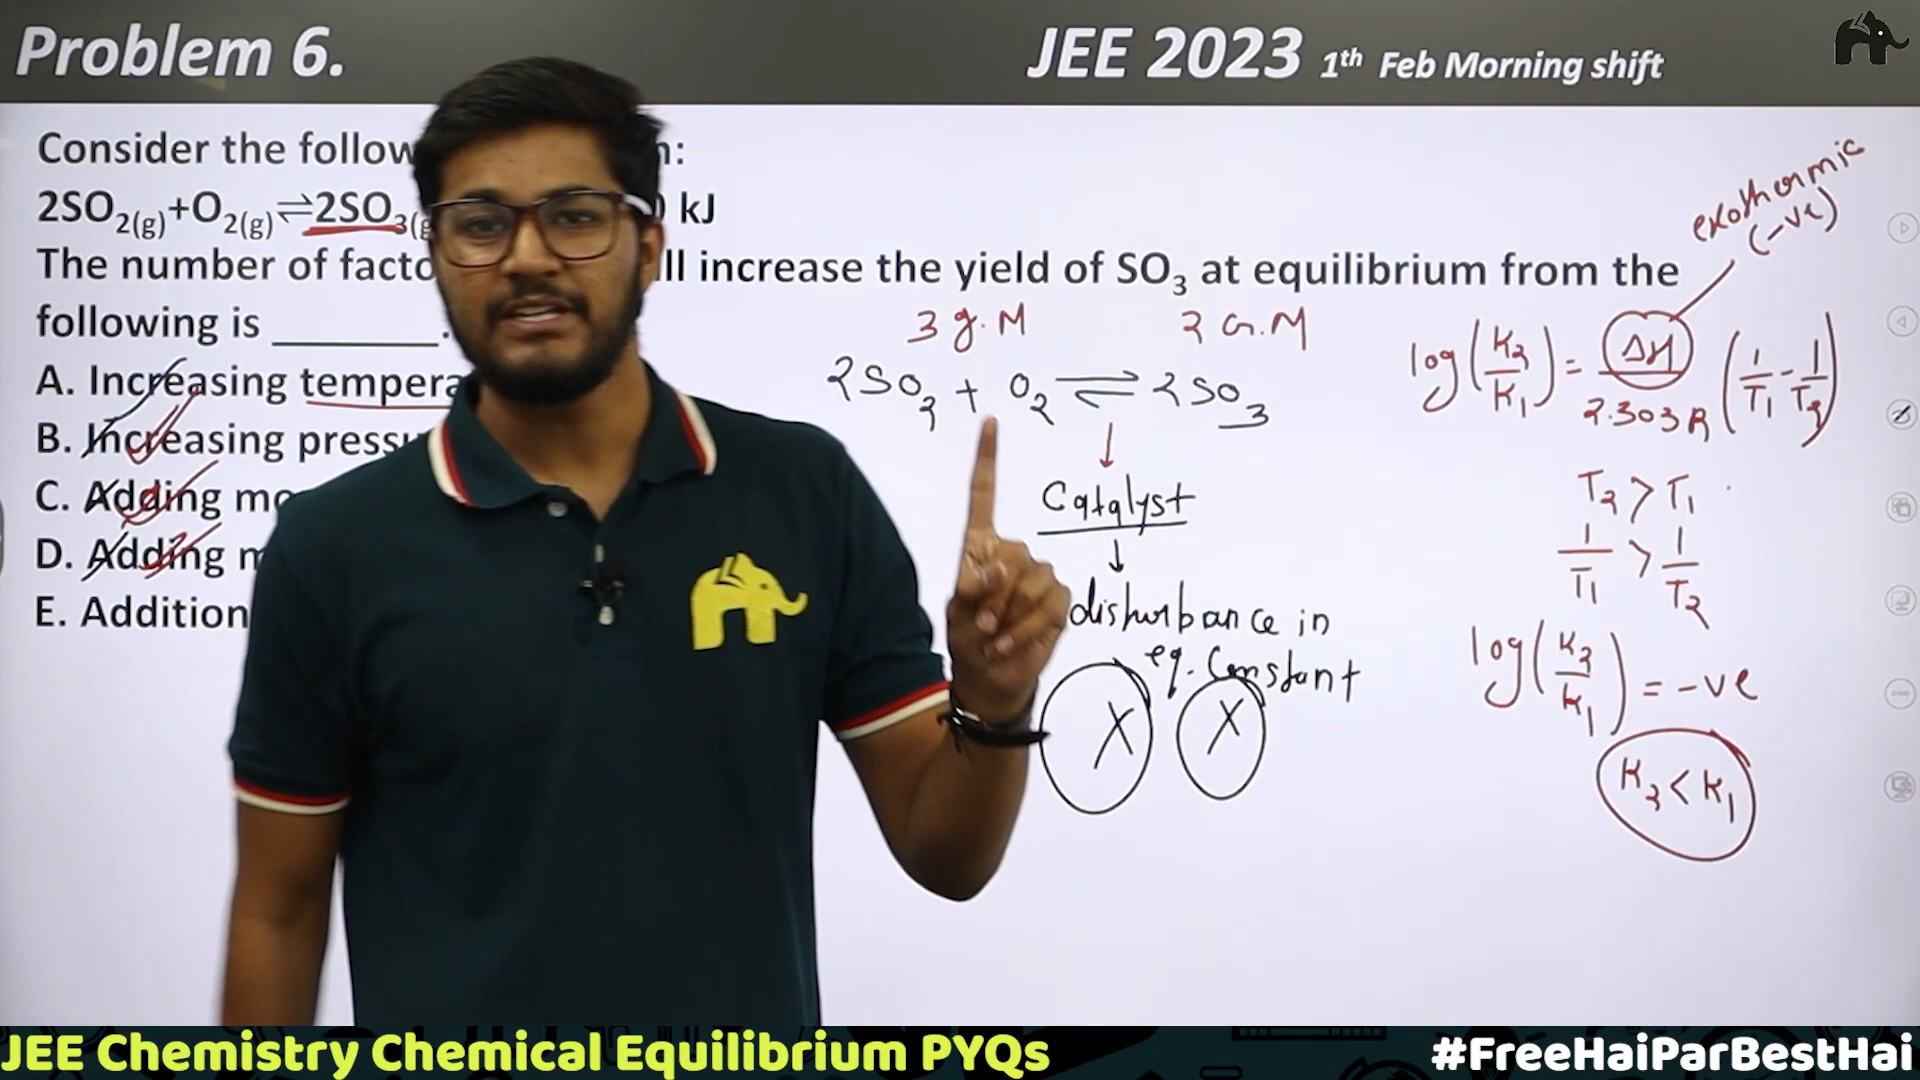 Problem 6.
JEE 2023 1th Feb Morning shift
Consider the follow
2SO2(g)+O2(g)⇌2SO3(g kJ
The number of facto ll increase the yield of SO3 at equilibrium from the
following is ________.
A. Increasing tempera
B. Increasing pressu
C. Adding mo
D. Adding m
E. Addition
3 g.M 2 G.M
2SO2 + O2 ⇌ 2SO3
Catalyst
disturbance in
eq. Constant
X X
exothermic
(-ve)
log(K2/K1) = ΔH/2.303R (1/T1 - 1/T2)
T2 > T1
1/T1 > 1/T2
log(K2/K1) = -ve
K2 < K1
JEE Chemistry Chemical Equilibrium PYQs
#FreeHaiParBestHai